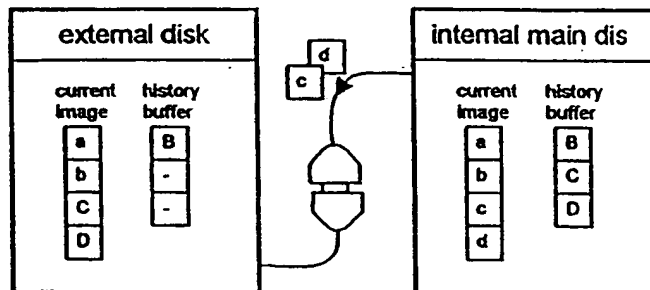 external disk
current image
history buffer
a
b
C
D
B
-
-
d
c
internal main dis
current image
history buffer
a
b
c
d
B
C
D